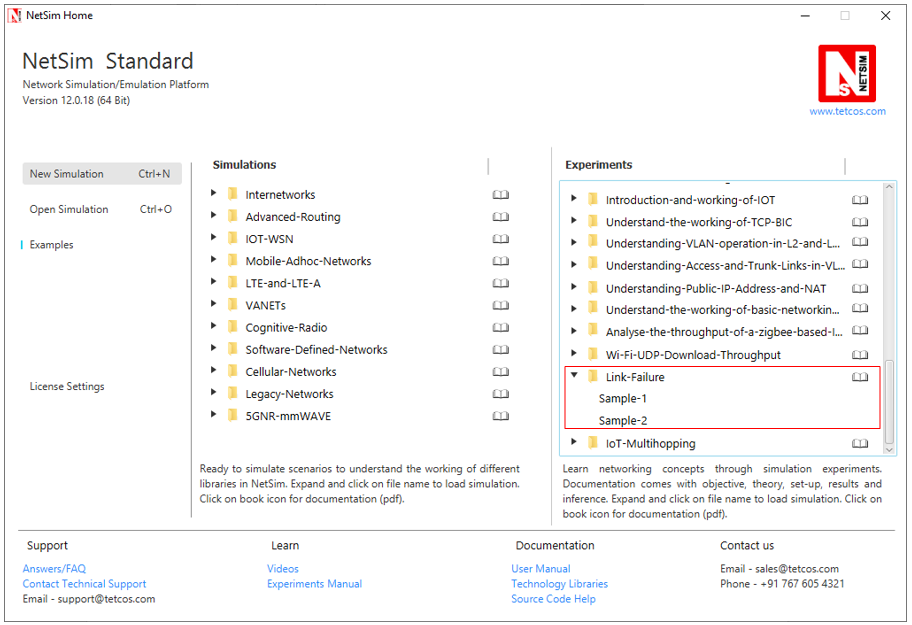 NetSim Home
NetSim Standard
Network Simulation/Emulation Platform
Version 12.0.18 (64 Bit)
NETSIM
www.tetcos.com
New Simulation Ctrl+N
Open Simulation Ctrl+O
Examples
License Settings
Simulations
Internetworks
Advanced-Routing
IOT-WSN
Mobile-Adhoc-Networks
LTE-and-LTE-A
VANETs
Cognitive-Radio
Software-Defined-Networks
Cellular-Networks
Legacy-Networks
5GNR-mmWAVE
Ready to simulate scenarios to understand the working of different
libraries in NetSim. Expand and click on file name to load simulation.
Click on book icon for documentation (pdf).
Experiments
Introduction-and-working-of-IOT
Understand-the-working-of-TCP-BIC
Understanding-VLAN-operation-in-L2-and-L...
Understanding-Access-and-Trunk-Links-in-VL...
Understanding-Public-IP-Address-and-NAT
Understand-the-working-of-basic-networkin...
Analyse-the-throughput-of-a-zigbee-based-I...
Wi-Fi-UDP-Download-Throughput
Link-Failure
Sample-1
Sample-2
IoT-Multihopping
Learn networking concepts through simulation experiments.
Documentation comes with objective, theory, set-up, results and
inference. Expand and click on file name to load simulation. Click on
book icon for documentation (pdf).
Support
Answers/FAQ
Contact Technical Support
Email - support@tetcos.com
Learn
Videos
Experiments Manual
Documentation
User Manual
Technology Libraries
Source Code Help
Contact us
Email - sales@tetcos.com
Phone - +91 767 605 4321